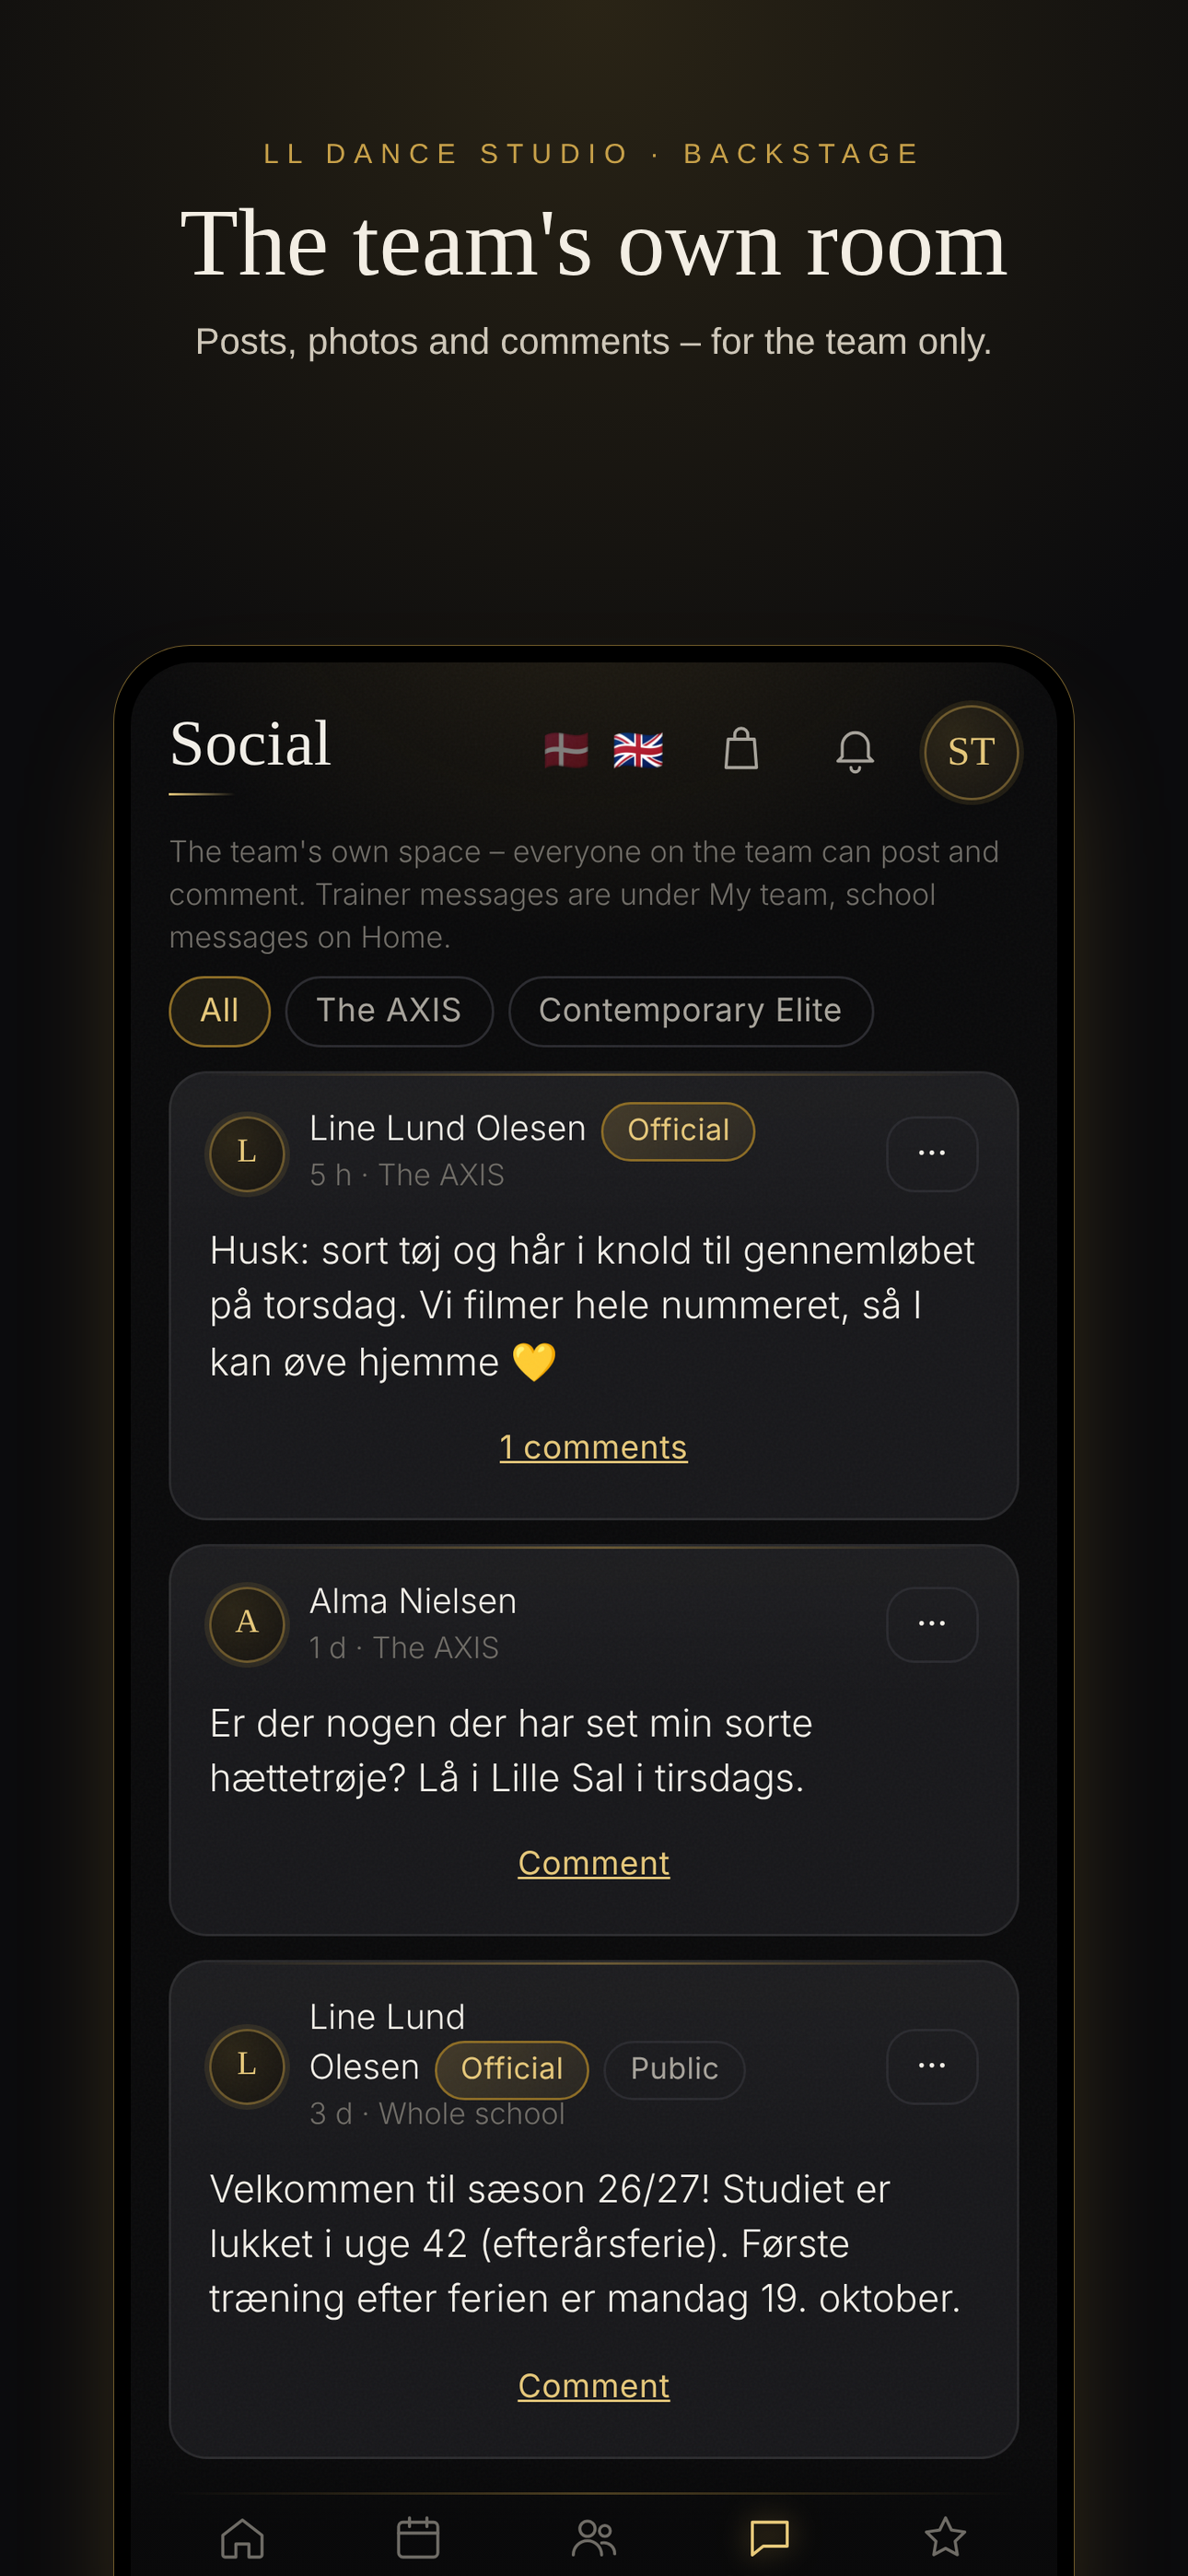 LL DANCE STUDIO · BACKSTAGE
The team's own room
Posts, photos and comments – for the team only.
Social
ST
The team's own space – everyone on the team can post and
comment. Trainer messages are under My team, school
messages on Home.
All
The AXIS
Contemporary Elite
L
Line Lund Olesen
Official
5 h · The AXIS
Husk: sort tøj og hår i knold til gennemløbet
på torsdag. Vi filmer hele nummeret, så I
kan øve hjemme 💛
1 comments
A
Alma Nielsen
1 d · The AXIS
Er der nogen der har set min sorte
hættetrøje? Lå i Lille Sal i tirsdags.
Comment
L
Line Lund
Olesen
Official
Public
3 d · Whole school
Velkommen til sæson 26/27! Studiet er
lukket i uge 42 (efterårsferie). Første
træning efter ferien er mandag 19. oktober.
Comment